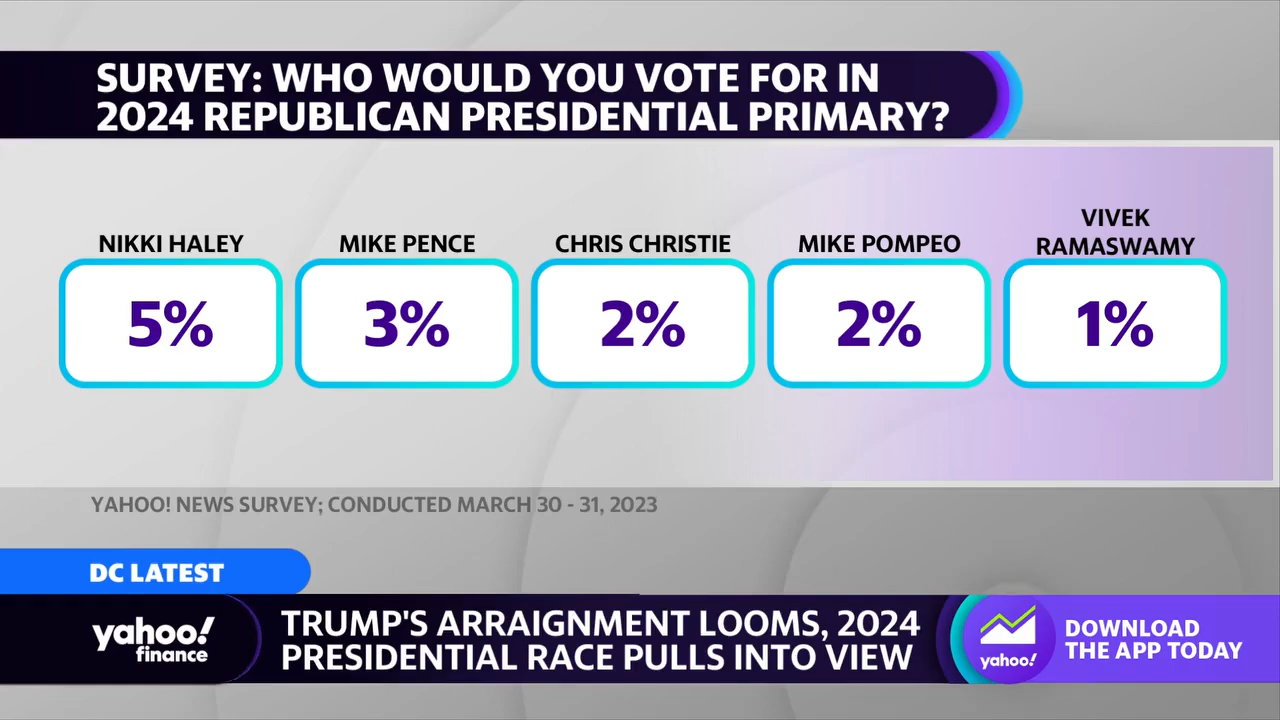 SURVEY: WHO WOULD YOU VOTE FOR IN
2024 REPUBLICAN PRESIDENTIAL PRIMARY?
NIKKI HALEY
5%
MIKE PENCE
3%
CHRIS CHRISTIE
2%
MIKE POMPEO
2%
VIVEK
RAMASWAMY
1%
YAHOO! NEWS SURVEY; CONDUCTED MARCH 30 - 31, 2023
DC LATEST
yahoo!
finance
TRUMP'S ARRAIGNMENT LOOMS, 2024
PRESIDENTIAL RACE PULLS INTO VIEW
yahoo!
DOWNLOAD
THE APP TODAY